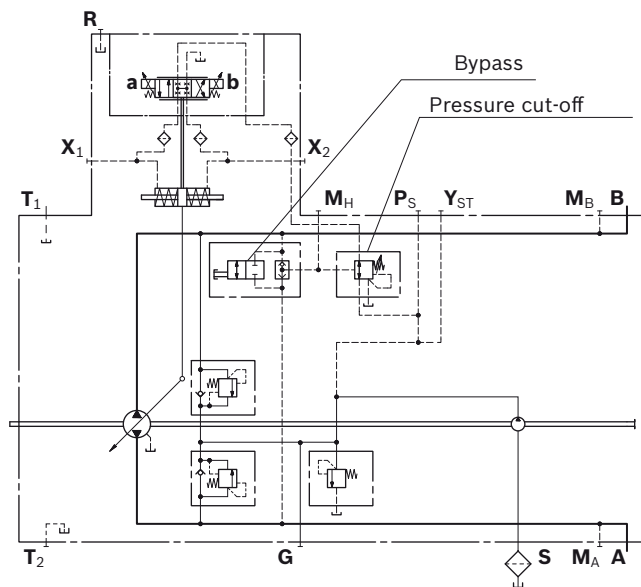 R
Bypass
a b
Pressure cut-off
X1 X2
T1 MH PS YST MB B
T2 G S MA A